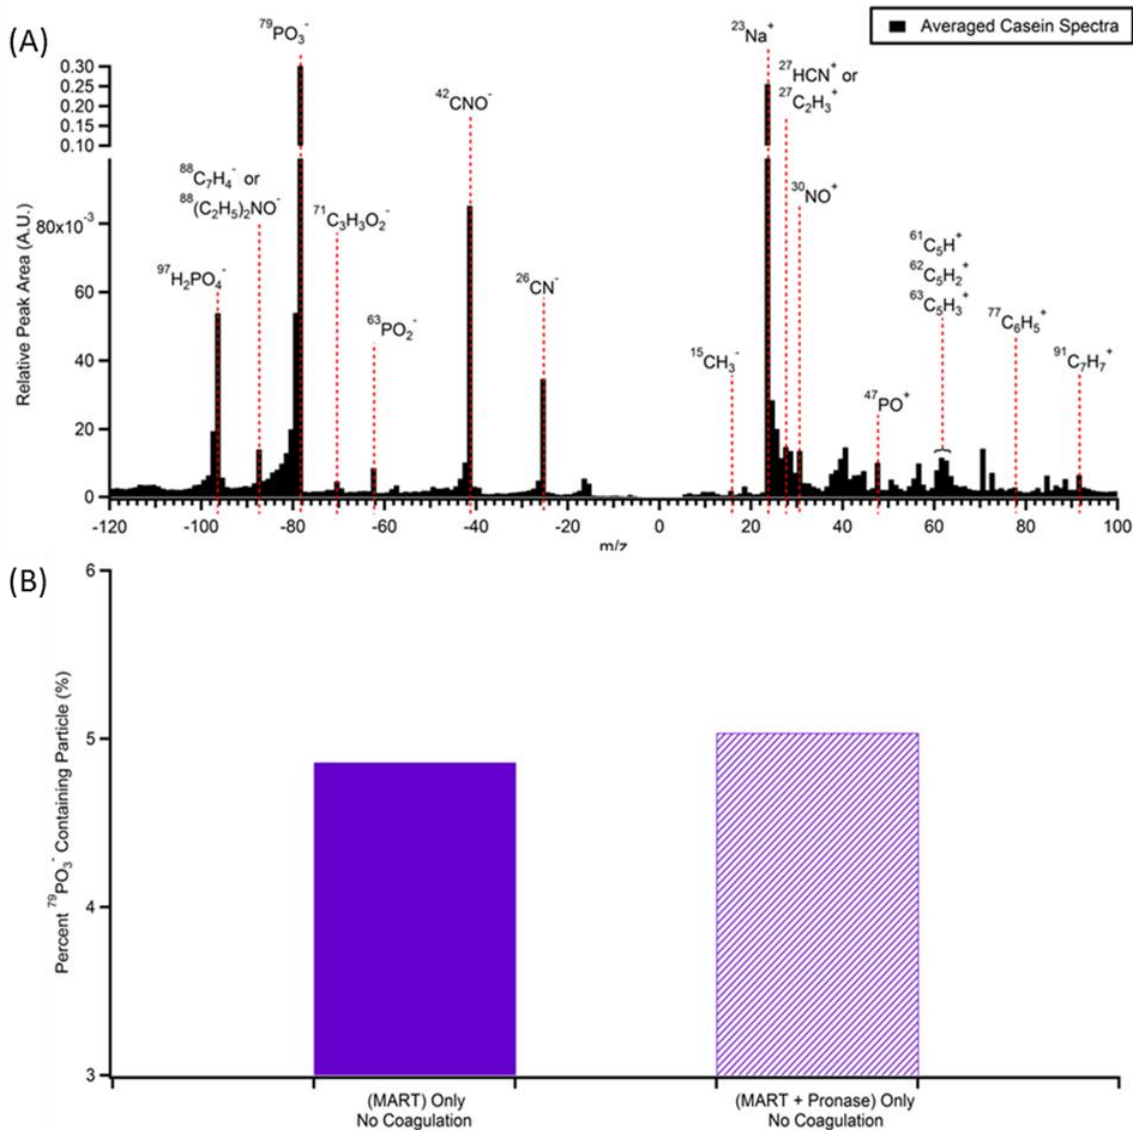 (A)
Averaged Casein Spectra
⁷⁹PO₃⁻
²³Na⁺
²⁷HCN⁺ or
²⁷C₂H₃⁺
⁴²CNO⁻
⁸⁸C₇H₄⁻ or
⁸⁸(C₂H₅)₂NO⁻
⁷¹C₃H₃O₂⁻
³⁰NO⁺
⁹⁷H₂PO₄⁻
²⁶CN⁻
⁶³PO₂⁻
⁶¹C₅H⁺
⁶²C₅H₂⁺
⁶³C₅H₃⁺
⁷⁷C₆H₅⁺
¹⁵CH₃⁻
⁹¹C₇H₇⁺
⁴⁷PO⁺
Relative Peak Area (A.U.)
0.30
0.25
0.20
0.15
0.10
80x10⁻³
60
40
20
0
-120 -100 -80 -60 -40 -20 0 20 40 60 80 100
m/z
(B)
Percent ⁷⁹PO₃⁻ Containing Particle (%)
6
5
4
3
(MART) Only
No Coagulation
(MART + Pronase) Only
No Coagulation